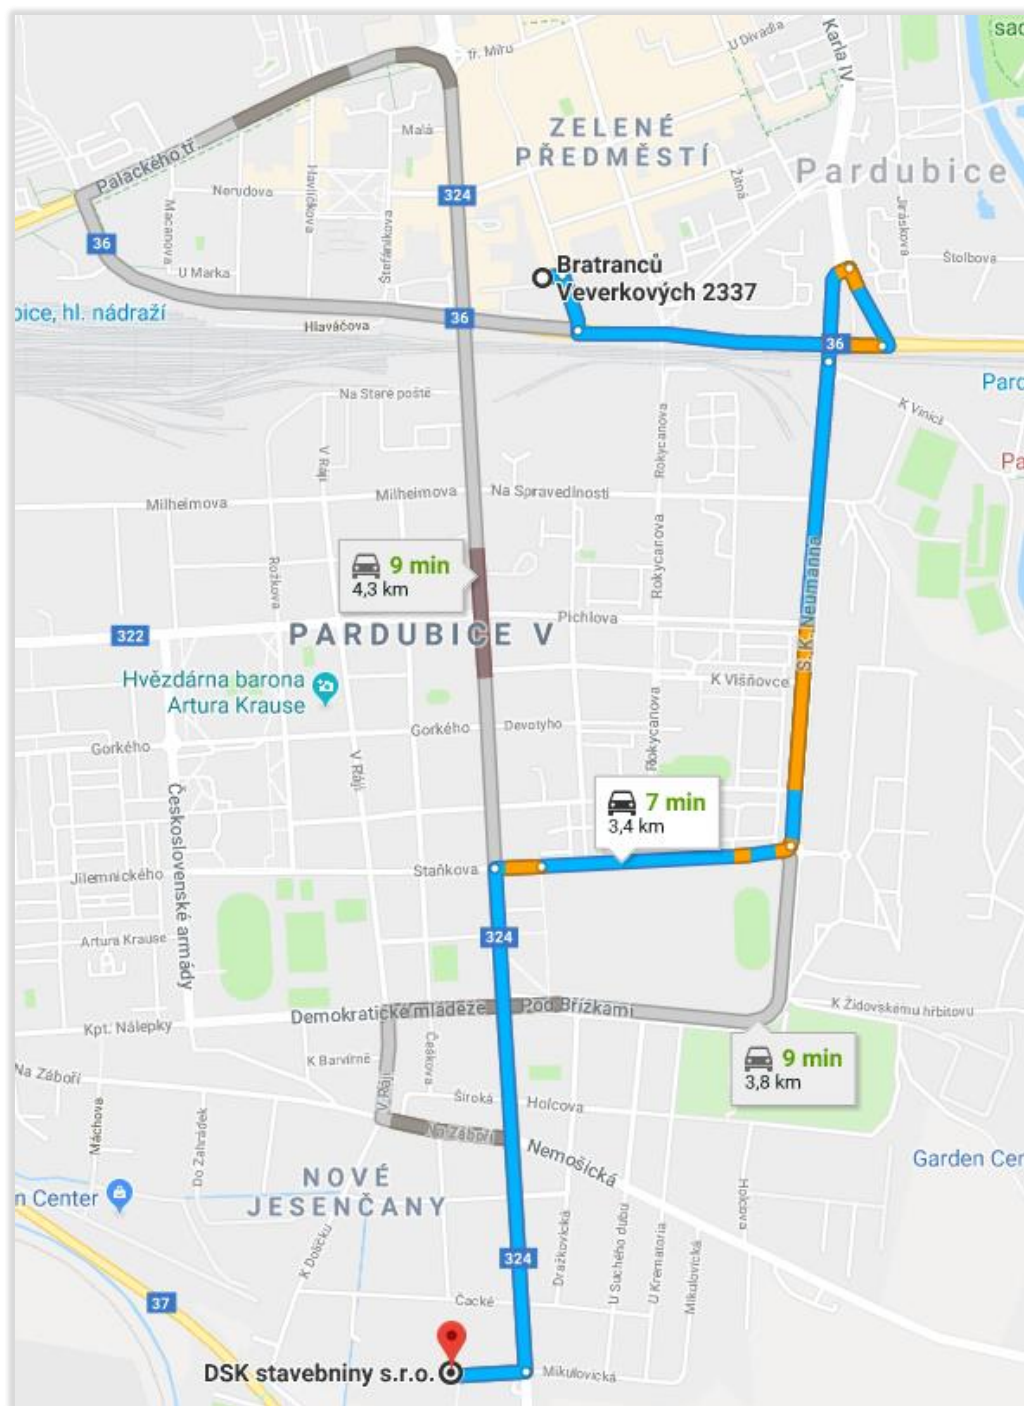 sad
U Divadla
Karla IV.
tř. Míru
ZELENÉ
PŘEDMĚSTÍ
Malá
Pardubice
Palackého tř.
Nerudova
Havlíčkova
Štefánikova
Macanova
324
Žitná
Jiráskova
36
U Marka
Štolbova
Bratranců
Veverkových 2337
bice, hl. nádraží
Hlaváčova
36
36
Na Staré poště
Pard
K Vinici
V Ráji
Rokycanova
Pa
Milheimova
Milheimova
Na Spravedlnosti
Rožkova
Rokycanova
S. K. Neumanna
9 min
4,3 km
Pichlova
322
PARDUBICE V
Hvězdárna barona
Artura Krause
K Višňovce
Gorkého
Devotyho
Rokycanova
Gorkého
V Ráji
Československé armády
7 min
3,4 km
Jilemnického
Staňkova
Artura Krause
324
Demokratické mládeže
Pod Břízkami
K Židovskému hřbitovu
Kpt. Nálepky
K Barvírně
Češkova
9 min
3,8 km
Na Záboří
V Ráji
Široká
Holcova
Máchova
Do Zahrádek
Na Záboří
Nemošická
Garden Cen
NOVÉ
JESENČANY
n Center
Holcova
K Dolíčku
Dražkovická
U Suchého dubu
U Krematoria
Mikulovická
324
37
Čacké
DSK stavebniny s.r.o.
Mikulovická